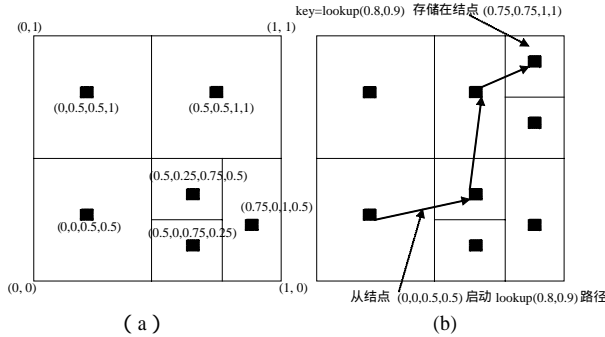 (0, 1)
(1, 1)
(0,0.5,0.5,1)
(0.5,0.5,1,1)
(0.5,0.25,0.75,0.5)
(0,0,0.5,0.5)
(0.75,0,1,0.5)
(0.5,0,0.75,0.25)
(0, 0)
(1, 0)
(a)
key=lookup(0.8,0.9) 存储在结点 (0.75,0.75,1,1)
从结点 (0,0,0.5,0.5) 启动 lookup(0.8,0.9) 路径
(b)